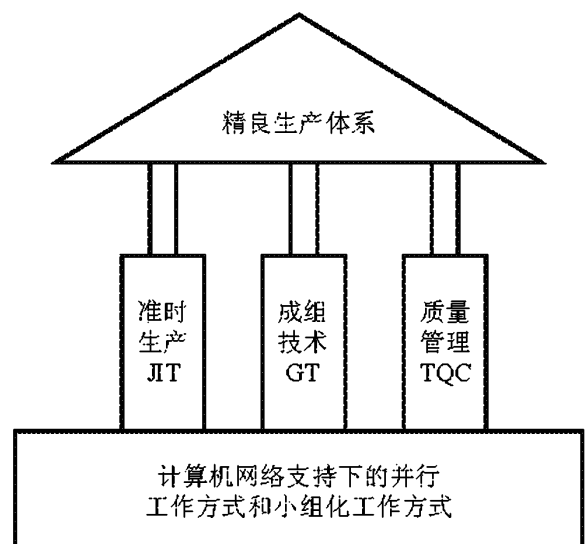 精良生产体系
准时
生产
JIT
成组
技术
GT
质量
管理
TQC
计算机网络支持下的并行
工作方式和小组化工作方式